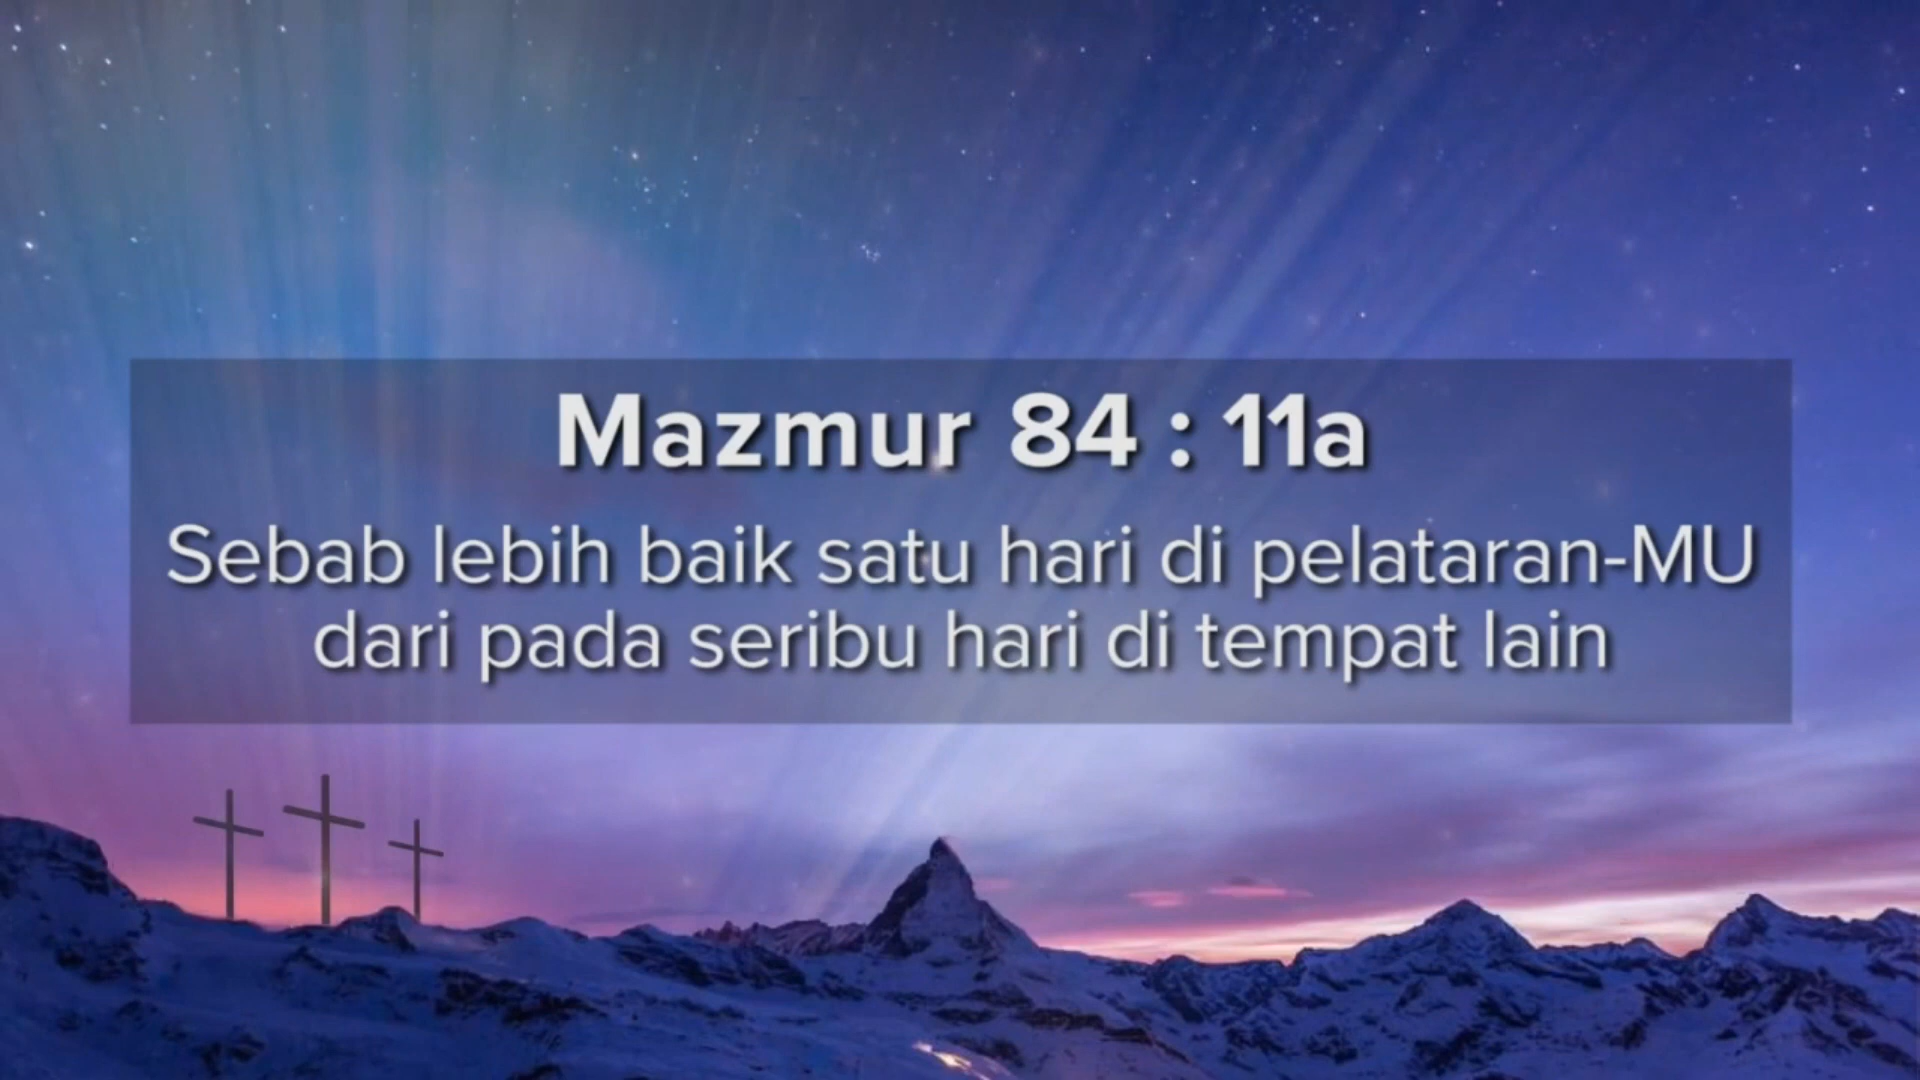 Mazmur 84 : 11a
Sebab lebih baik satu hari di pelataran-MU
dari pada seribu hari di tempat lain